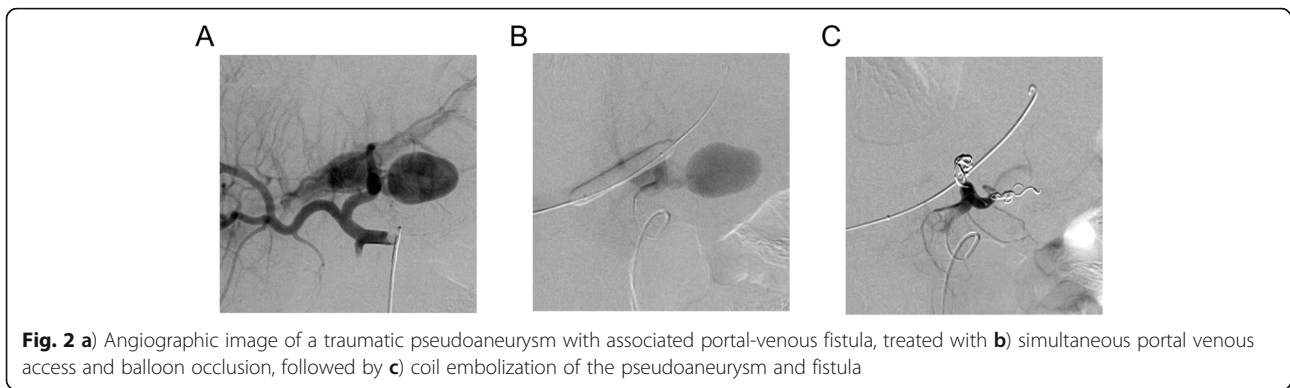 A
B
C
Fig. 2 a) Angiographic image of a traumatic pseudoaneurysm with associated portal-venous fistula, treated with b) simultaneous portal venous
access and balloon occlusion, followed by c) coil embolization of the pseudoaneurysm and fistula